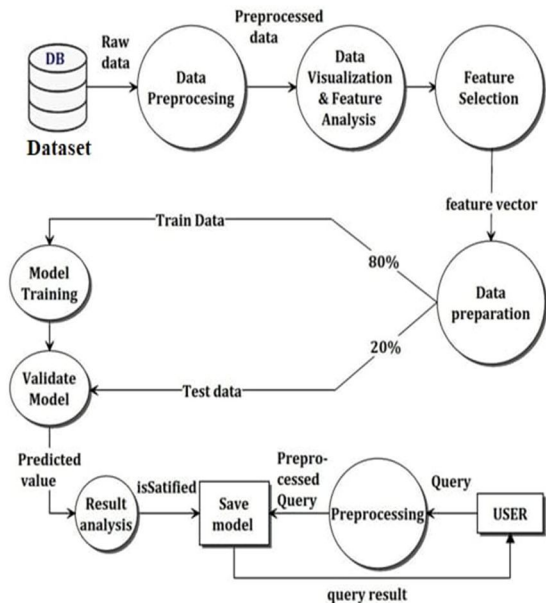 DB
Dataset
Raw
data
Data
Preprocesing
Preprocessed
data
Data
Visualization
& Feature
Analysis
Feature
Selection
feature vector
Data
preparation
80%
Train Data
20%
Test data
Model
Training
Validate
Model
Predicted
value
Result
analysis
isSatified
Save
model
Prepro-
cessed
Query
Preprocessing
Query
USER
query result